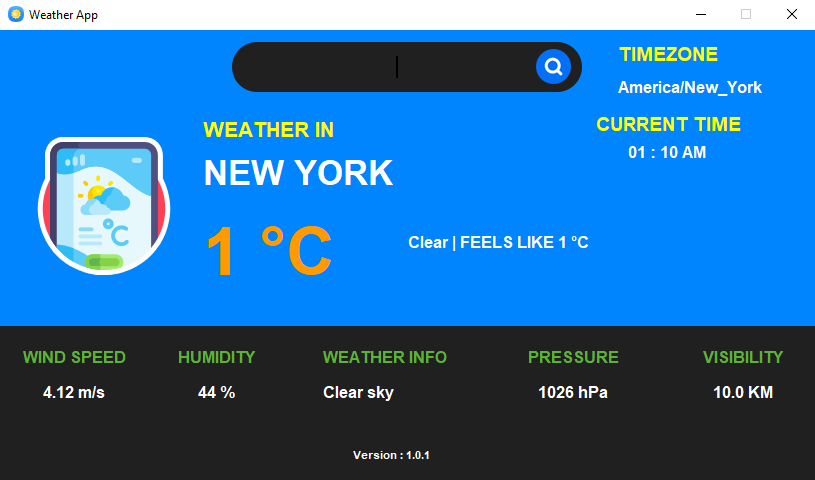 Weather App
TIMEZONE
America/New_York
WEATHER IN
CURRENT TIME
NEW YORK
01 : 10 AM
°C
1 °C
Clear | FEELS LIKE 1 °C
WIND SPEED
HUMIDITY
WEATHER INFO
PRESSURE
VISIBILITY
4.12 m/s
44 %
Clear sky
1026 hPa
10.0 KM
Version : 1.0.1